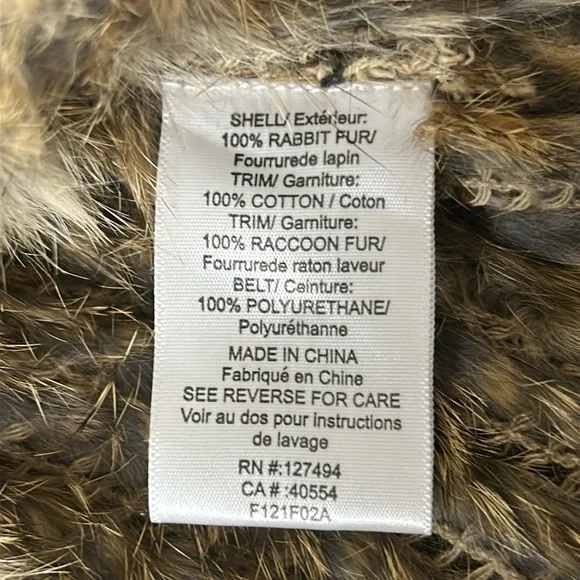 SHELL/ Extérieur:
100% RABBIT FUR/
Fourrurede lapin
TRIM/ Garniture:
100% COTTON / Coton
TRIM/ Garniture:
100% RACCOON FUR/
Fourrurede raton laveur
BELT/ Ceinture:
100% POLYURETHANE/
Polyuréthanne
MADE IN CHINA
Fabriqué en Chine
SEE REVERSE FOR CARE
Voir au dos pour instructions
de lavage
RN #:127494
CA # :40554
F121F02A